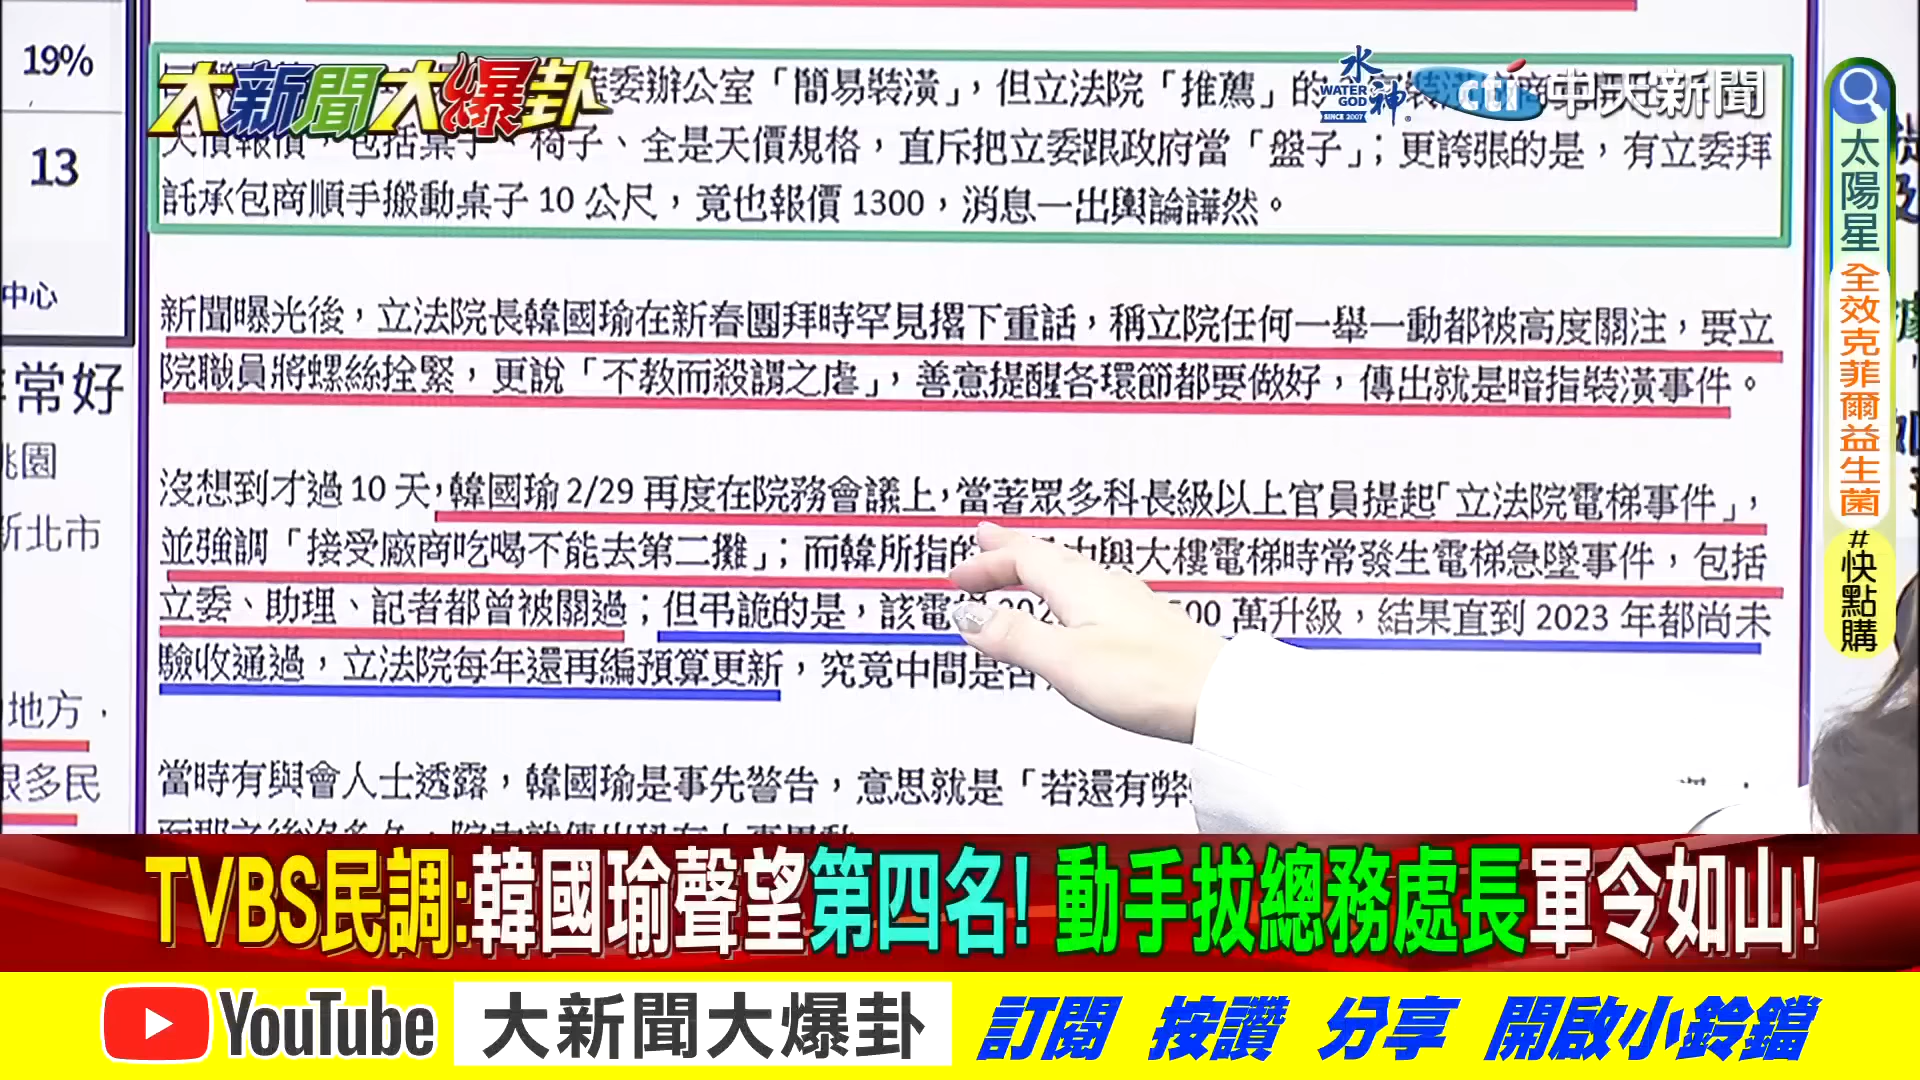 19%
13
中心
常好
桃園
新北市
地方，
很多民
大新聞大爆卦
水神
WATER GOD
SINCE 2007
cti 中天新聞
委辦公室「簡易裝潢」，但立法院「推薦」的
天價報價，包括桌子、椅子、全是天價規格，直斥把立委跟政府當「盤子」；更誇張的是，有立委拜
託承包商順手搬動桌子 10 公尺，竟也報價 1300，消息一出輿論譁然。
新聞曝光後，立法院長韓國瑜在新春團拜時罕見撂下重話，稱立院任何一舉一動都被高度關注，要立
院職員將螺絲拴緊，更說「不教而殺謂之虐」，善意提醒各環節都要做好，傳出就是暗指裝潢事件。
沒想到才過 10 天，韓國瑜 2/29 再度在院務會議上，當著眾多科長級以上官員提起「立法院電梯事件」，
並強調「接受廠商吃喝不能去第二攤」；而韓所指的 中興大樓電梯時常發生電梯急墜事件，包括
立委、助理、記者都曾被關過；但弔詭的是，該電 00 萬升級，結果直到 2023 年都尚未
驗收通過，立法院每年還再編預算更新，究竟中間是否
當時有與會人士透露，韓國瑜是事先警告，意思就是「若還有弊
太陽星
全效克菲爾益生菌
#快點購
TVBS民調:韓國瑜聲望第四名! 動手拔總務處長軍令如山!
YouTube 大新聞大爆卦 訂閱 按讚 分享 開啟小鈴鐺